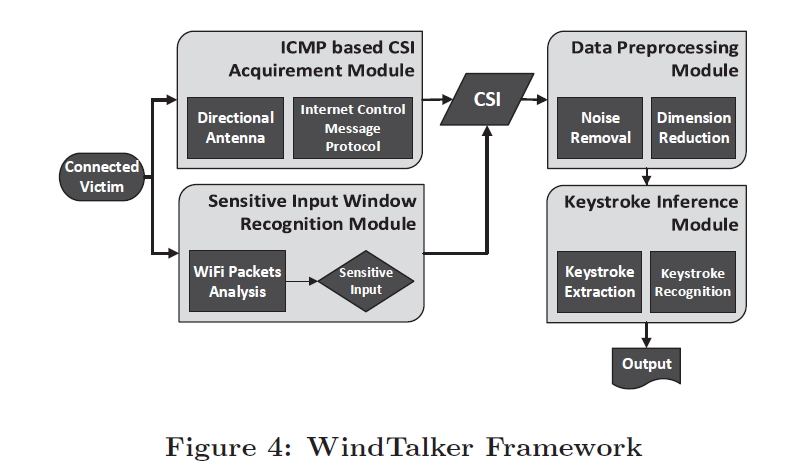 ICMP based CSI
Acquirement Module
Directional
Antenna
Internet Control
Message
Protocol
CSI
Data Preprocessing
Module
Noise
Removal
Dimension
Reduction
Connected
Victim
Sensitive Input Window
Recognition Module
WiFi Packets
Analysis
Sensitive
Input
Keystroke Inference
Module
Keystroke
Extraction
Keystroke
Recognition
Output
Figure 4: WindTalker Framework